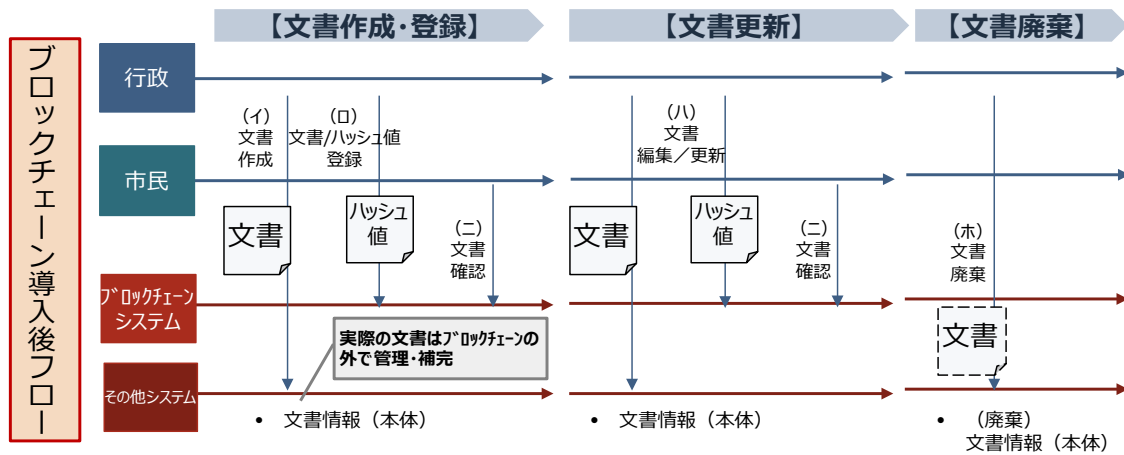 【文書作成・登録】
【文書更新】
【文書廃棄】
ブロックチェーン導入後フロー
行政
(イ)
文書
作成
(ロ)
文書/ハッシュ値
登録
(ハ)
文書
編集／更新
市民
文書
ハッシュ
値
(ニ)
文書
確認
文書
ハッシュ
値
(ニ)
文書
確認
(ホ)
文書
廃棄
ブロックチェーン
システム
実際の文書はブロックチェーンの
外で管理・補完
文書
その他システム
• 文書情報（本体）
• 文書情報（本体）
• (廃棄)
文書情報（本体）